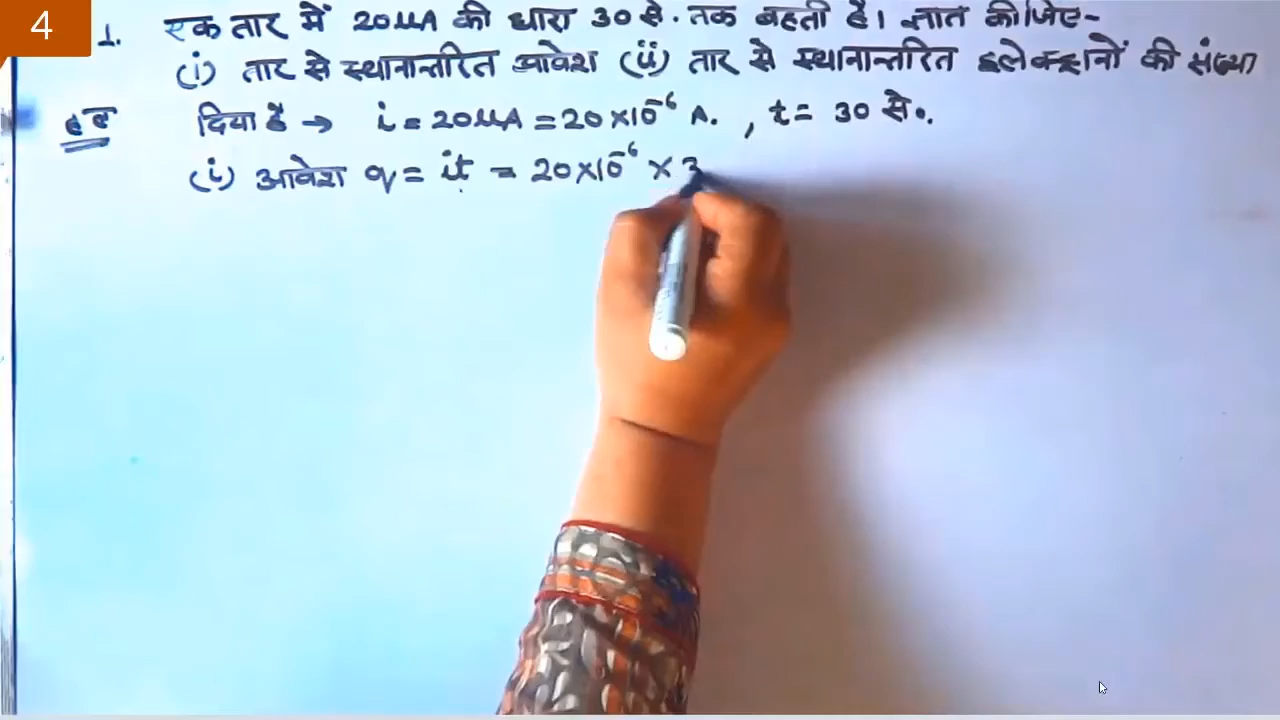 4
1. एक तार में 20μA की धारा 30 से. तक बहती है। ज्ञात कीजिए-
(i) तार से स्थानान्तरित आवेश (ii) तार से स्थानान्तरित इलेक्ट्रानों की संख्या
हल दिया है → i = 20μA = 20×10⁻⁶ A. , t = 30 से.
(i) आवेश q = it = 20×10⁻⁶ × 3